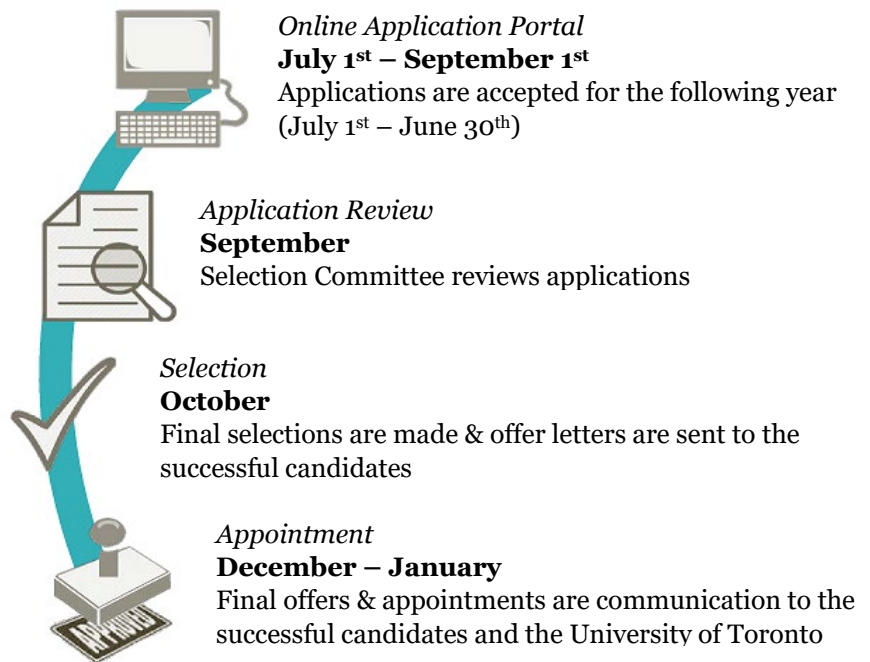 Online Application Portal
July 1st – September 1st
Applications are accepted for the following year
(July 1st – June 30th)
Application Review
September
Selection Committee reviews applications
Selection
October
Final selections are made & offer letters are sent to the
successful candidates
Appointment
December – January
Final offers & appointments are communication to the
successful candidates and the University of Toronto
APPROVED